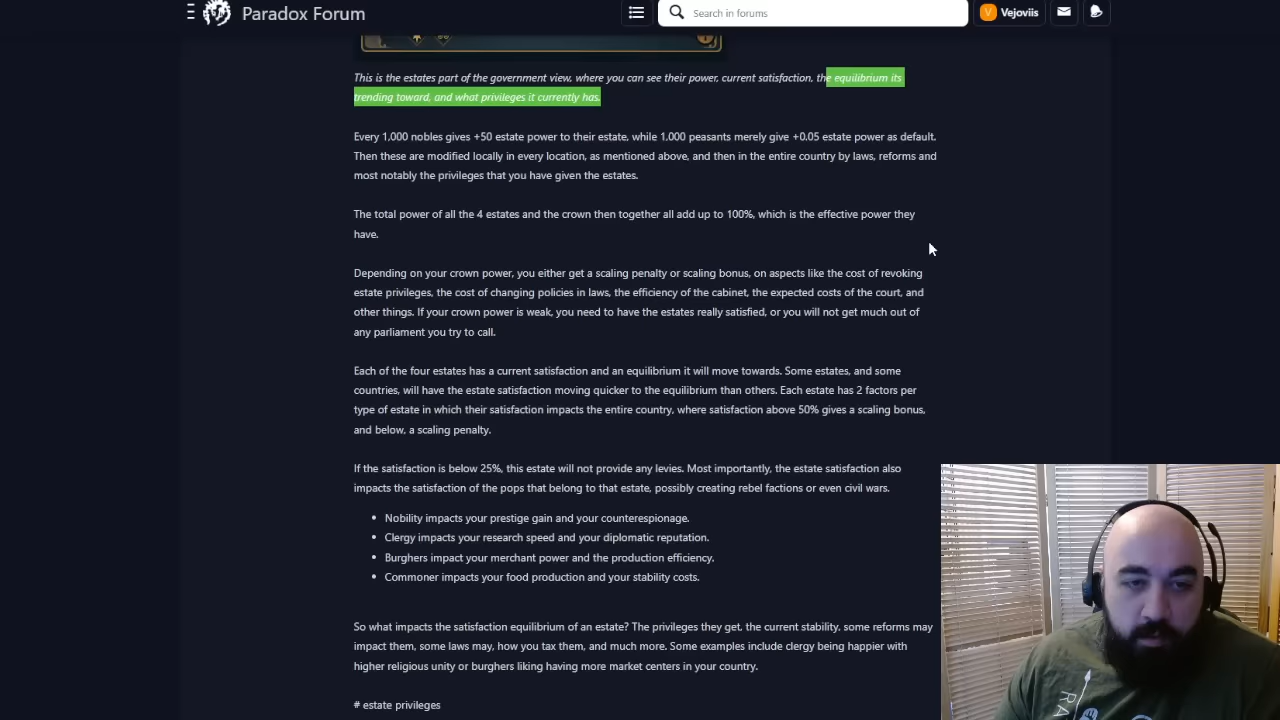 Paradox Forum
Search in forums
V Vejoviis
This is the estates part of the government view, where you can see their power, current satisfaction, the equilibrium its
trending toward, and what privileges it currently has.
Every 1,000 nobles gives +50 estate power to their estate, while 1,000 peasants merely give +0.05 estate power as default.
Then these are modified locally in every location, as mentioned above, and then in the entire country by laws, reforms and
most notably the privileges that you have given the estates.
The total power of all the 4 estates and the crown then together all add up to 100%, which is the effective power they
have.
Depending on your crown power, you either get a scaling penalty or scaling bonus, on aspects like the cost of revoking
estate privileges, the cost of changing policies in laws, the efficiency of the cabinet, the expected costs of the court, and
other things. If your crown power is weak, you need to have the estates really satisfied, or you will not get much out of
any parliament you try to call.
Each of the four estates has a current satisfaction and an equilibrium it will move towards. Some estates, and some
countries, will have the estate satisfaction moving quicker to the equilibrium than others. Each estate has 2 factors per
type of estate in which their satisfaction impacts the entire country, where satisfaction above 50% gives a scaling bonus,
and below, a scaling penalty.
If the satisfaction is below 25%, this estate will not provide any levies. Most importantly, the estate satisfaction also
impacts the satisfaction of the pops that belong to that estate, possibly creating rebel factions or even civil wars.
• Nobility impacts your prestige gain and your counterespionage.
• Clergy impacts your research speed and your diplomatic reputation.
• Burghers impact your merchant power and the production efficiency.
• Commoner impacts your food production and your stability costs.
So what impacts the satisfaction equilibrium of an estate? The privileges they get, the current stability, some reforms may
impact them, some laws may, how you tax them, and much more. Some examples include clergy being happier with
higher religious unity or burghers liking having more market centers in your country.
# estate privileges
RA